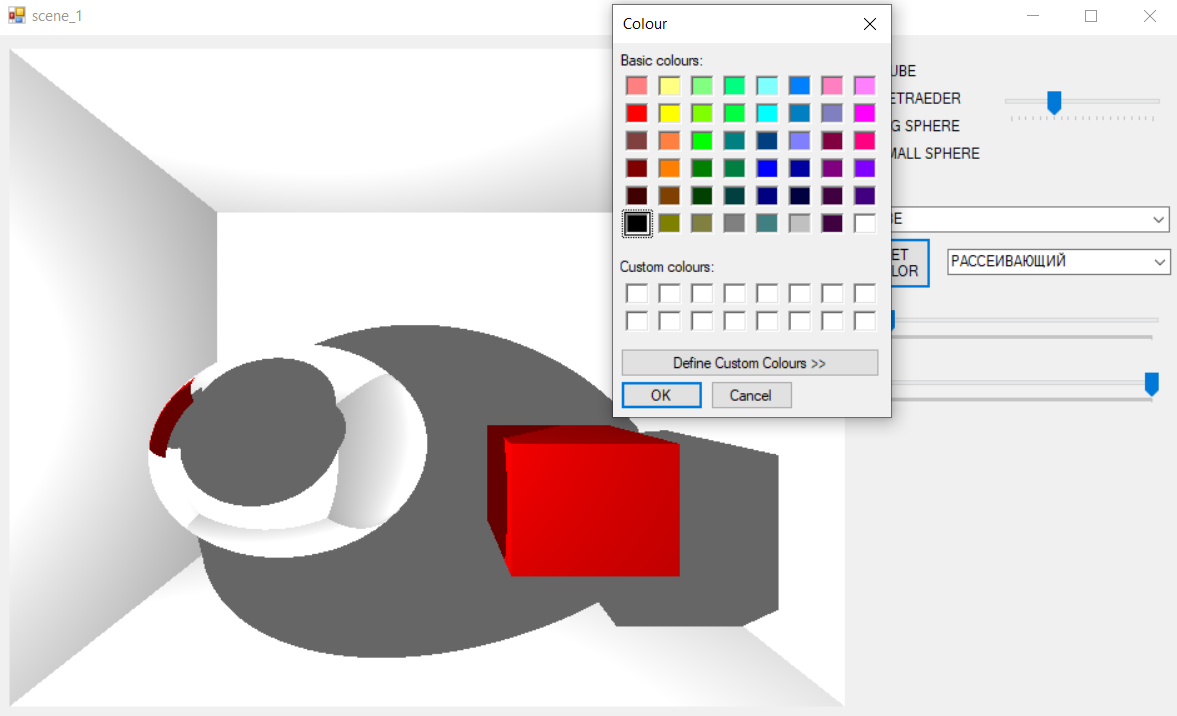 scene_1
Colour
Basic colours:
Custom colours:
Define Custom Colours >>
OK
Cancel
UBE
ETRAEDER
G SPHERE
MALL SPHERE
BE
ET
LOR
РАССЕИВАЮЩИЙ